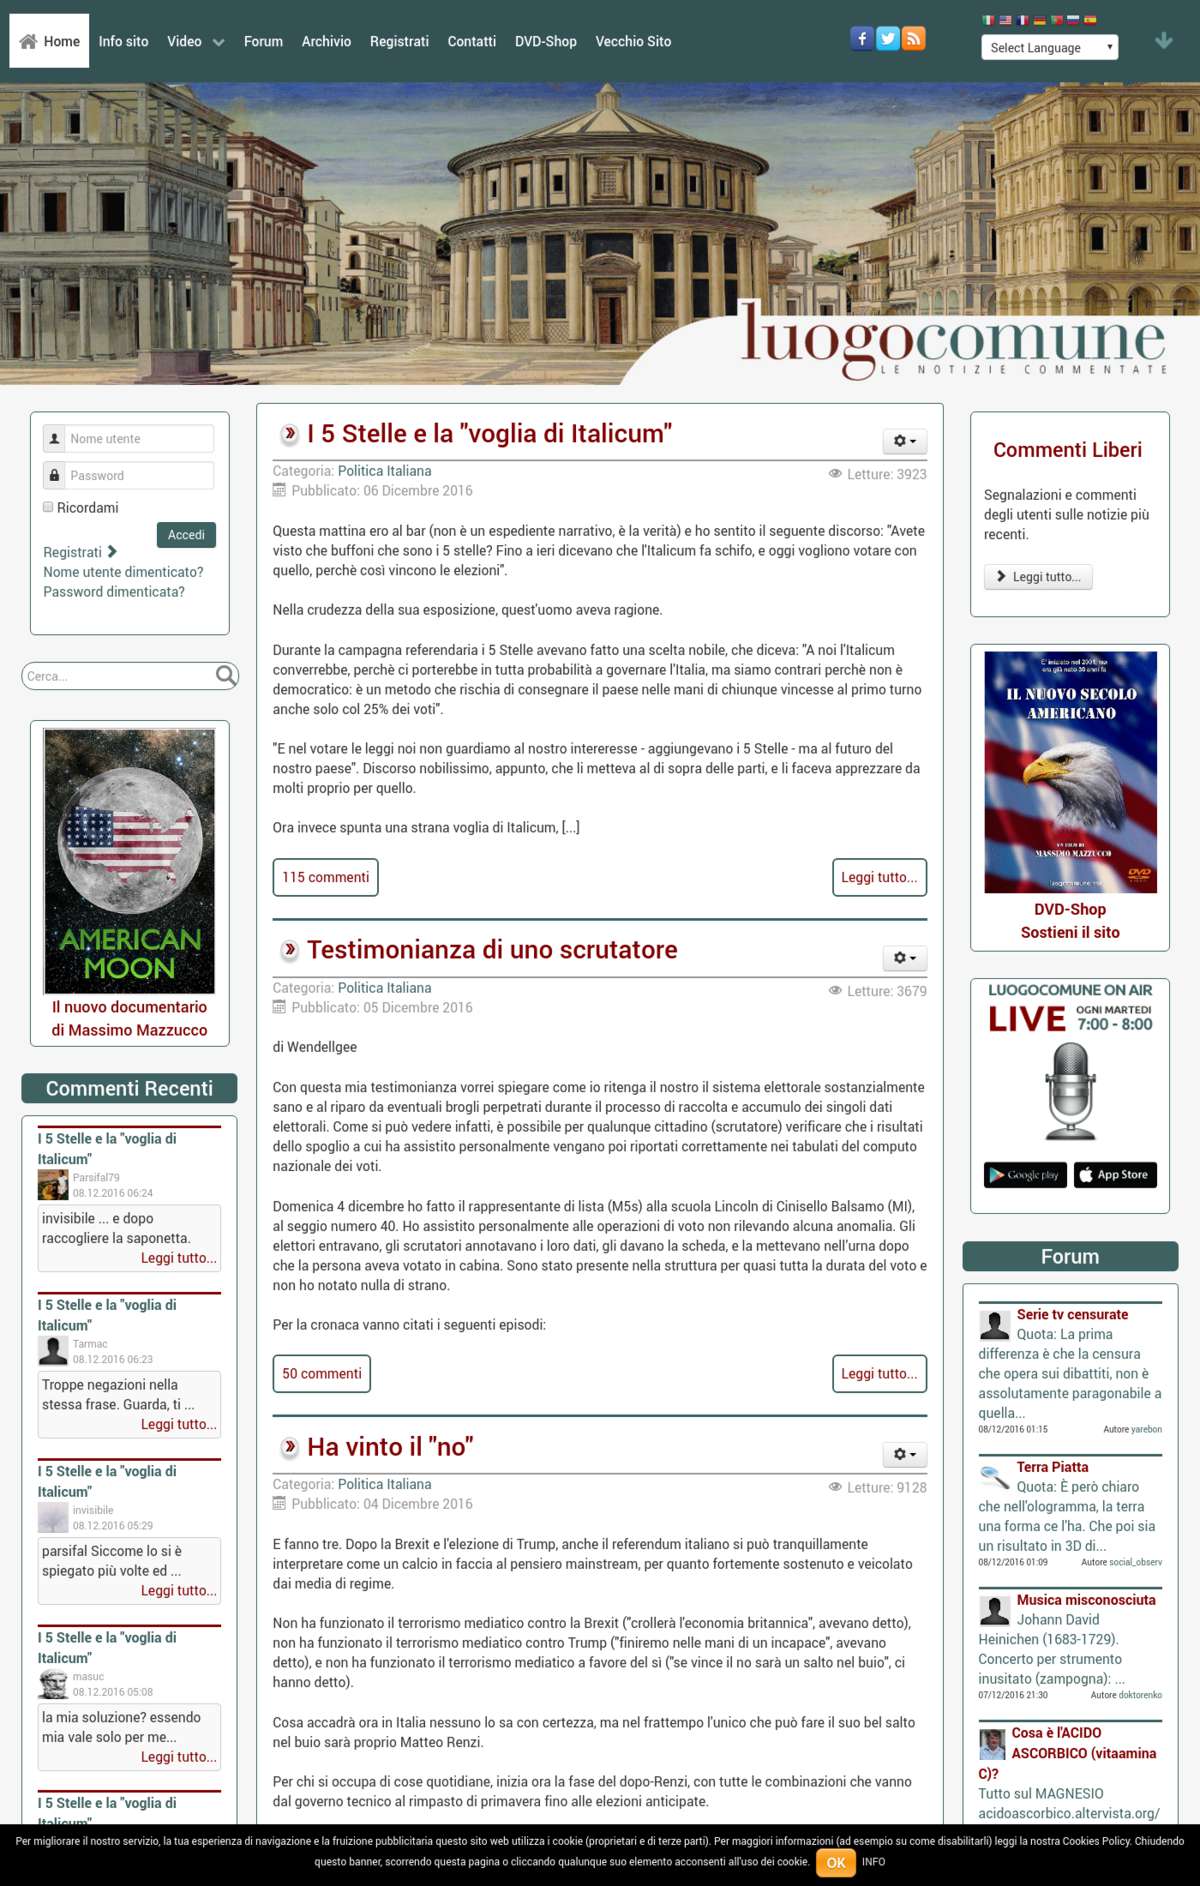 Home Info sito Video Forum Archivio Registrati Contatti DVD-Shop Vecchio Sito
Select Language
luogocomune
LE NOTIZIE COMMENTATE
Nome utente
Password
Ricordami
Accedi
Registrati
Nome utente dimenticato?
Password dimenticata?
Cerca...
AMERICAN
MOON
Il nuovo documentario
di Massimo Mazzucco
Commenti Recenti
I 5 Stelle e la "voglia di
Italicum"
Parsifal79
08.12.2016 06:24
invisibile ... e dopo
raccogliere la saponetta.
Leggi tutto...
I 5 Stelle e la "voglia di
Italicum"
Tarmac
08.12.2016 06:23
Troppe negazioni nella
stessa frase. Guarda, ti ...
Leggi tutto...
I 5 Stelle e la "voglia di
Italicum"
invisibile
08.12.2016 05:29
parsifal Siccome lo si è
spiegato più volte ed ...
Leggi tutto...
I 5 Stelle e la "voglia di
Italicum"
masuc
08.12.2016 05:08
la mia soluzione? essendo
mia vale solo per me...
Leggi tutto...
I 5 Stelle e la "voglia di
Italicum"
I 5 Stelle e la "voglia di Italicum"
Categoria: Politica Italiana
Letture: 3923
Pubblicato: 06 Dicembre 2016
Questa mattina ero al bar (non è un espediente narrativo, è la verità) e ho sentito il seguente discorso: "Avete
visto che buffoni che sono i 5 stelle? Fino a ieri dicevano che l'Italicum fa schifo, e oggi vogliono votare con
quello, perchè così vincono le elezioni".
Nella crudezza della sua esposizione, quest'uomo aveva ragione.
Durante la campagna referendaria i 5 Stelle avevano fatto una scelta nobile, che diceva: "A noi l'Italicum
converrebbe, perchè ci porterebbe in tutta probabilità a governare l'Italia, ma siamo contrari perchè non è
democratico: è un metodo che rischia di consegnare il paese nelle mani di chiunque vincesse al primo turno
anche solo col 25% dei voti".
"E nel votare le leggi noi non guardiamo al nostro intereresse - aggiungevano i 5 Stelle - ma al futuro del
nostro paese". Discorso nobilissimo, appunto, che li metteva al di sopra delle parti, e li faceva apprezzare da
molti proprio per quello.
Ora invece spunta una strana voglia di Italicum, [...]
115 commenti
Leggi tutto...
Testimonianza di uno scrutatore
Categoria: Politica Italiana
Letture: 3679
Pubblicato: 05 Dicembre 2016
di Wendellgee
Con questa mia testimonianza vorrei spiegare come io ritenga il nostro il sistema elettorale sostanzialmente
sano e al riparo da eventuali brogli perpetrati durante il processo di raccolta e accumulo dei singoli dati
elettorali. Come si può vedere infatti, è possibile per qualunque cittadino (scrutatore) verificare che i risultati
dello spoglio a cui ha assistito personalmente vengano poi riportati correttamente nei tabulati del computo
nazionale dei voti.
Domenica 4 dicembre ho fatto il rappresentante di lista (M5s) alla scuola Lincoln di Cinisello Balsamo (MI),
al seggio numero 40. Ho assistito personalmente alle operazioni di voto non rilevando alcuna anomalia. Gli
elettori entravano, gli scrutatori annotavano i loro dati, gli davano la scheda, e la mettevano nell'urna dopo
che la persona aveva votato in cabina. Sono stato presente nella struttura per quasi tutta la durata del voto e
non ho notato nulla di strano.
Per la cronaca vanno citati i seguenti episodi:
50 commenti
Leggi tutto...
Ha vinto il "no"
Categoria: Politica Italiana
Letture: 9128
Pubblicato: 04 Dicembre 2016
E fanno tre. Dopo la Brexit e l'elezione di Trump, anche il referendum italiano si può tranquillamente
interpretare come un calcio in faccia al pensiero mainstream, per quanto fortemente sostenuto e veicolato
dai media di regime.
Non ha funzionato il terrorismo mediatico contro la Brexit ("crollerà l'economia britannica", avevano detto),
non ha funzionato il terrorismo mediatico contro Trump ("finiremo nelle mani di un incapace", avevano
detto), e non ha funzionato il terrorismo mediatico a favore del sì ("se vince il no sarà un salto nel buio", ci
hanno detto).
Cosa accadrà ora in Italia nessuno lo sa con certezza, ma nel frattempo l'unico che può fare il suo bel salto
nel buio sarà proprio Matteo Renzi.
Per chi si occupa di cose quotidiane, inizia ora la fase del dopo-Renzi, con tutte le combinazioni che vanno
dal governo tecnico al rimpasto di primavera fino alle elezioni anticipate.
Commenti Liberi
Segnalazioni e commenti
degli utenti sulle notizie più
recenti.
Leggi tutto...
IL NUOVO SECOLO
AMERICANO
UN FILM DI
MASSIMO MAZZUCCO
DVD
DVD-Shop
Sostieni il sito
LUOGOCOMUNE ON AIR
LIVE OGNI MARTEDI
7:00 - 8:00
Google play
App Store
Forum
Serie tv censurate
Quota: La prima
differenza è che la censura
che opera sui dibattiti, non è
assolutamente paragonabile a
quella...
08/12/2016 01:15 Autore yarebon
Terra Piatta
Quota: È però chiaro
che nell'ologramma, la terra
una forma ce l'ha. Che poi sia
un risultato in 3D di...
08/12/2016 01:09 Autore social_observ
Musica misconosciuta
Johann David
Heinichen (1683-1729).
Concerto per strumento
inusitato (zampogna): ...
07/12/2016 21:30 Autore doktorenko
Cosa è l'ACIDO
ASCORBICO (vitaamina
C)?
Tutto sul MAGNESIO
acidoascorbico.altervista.org/
Per migliorare il nostro servizio, la tua esperienza di navigazione e la fruizione pubblicitaria questo sito web utilizza i cookie (proprietari e di terze parti). Per maggiori informazioni (ad esempio su come disabilitarli) leggi la nostra Cookies Policy. Chiudendo
questo banner, scorrendo questa pagina o cliccando qualunque suo elemento acconsenti all'uso dei cookie. OK INFO